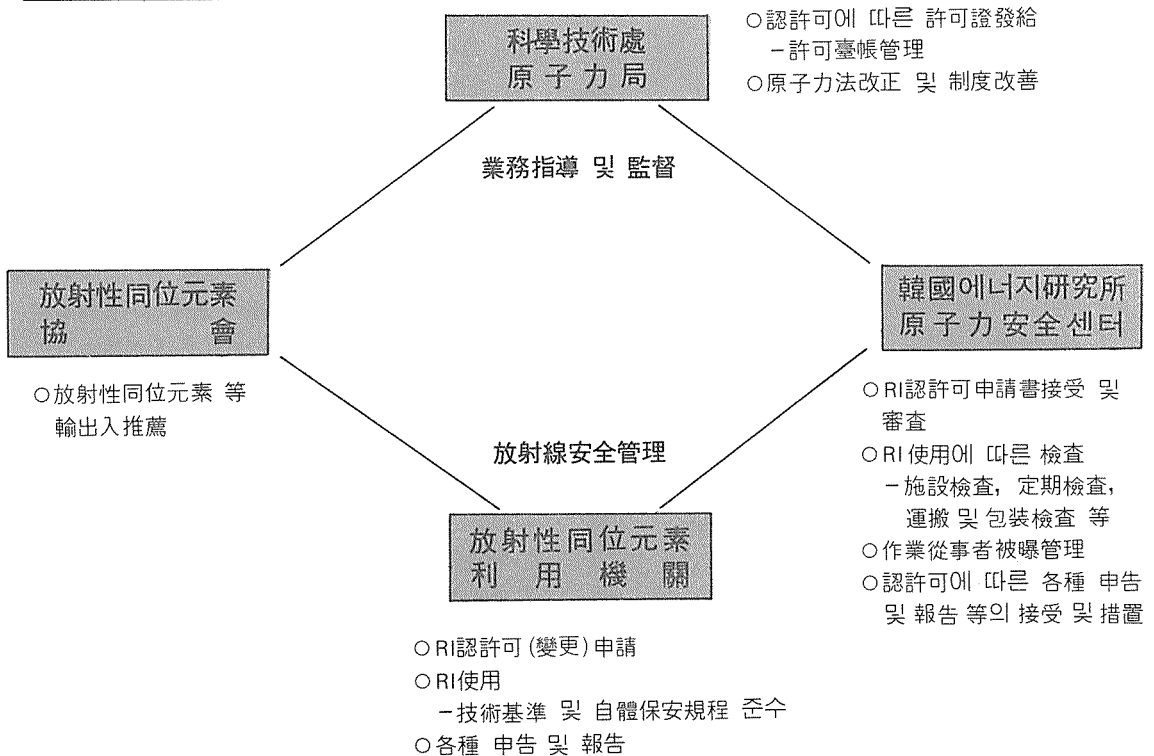 科學技術處
原子力局
○認許可에 따른 許可證發給
－許可臺帳管理
○原子力法改正 및 制度改善
業務指導 및 監督
放射性同位元素
協會
○放射性同位元素 等
輸出入推薦
韓國에너지硏究所
原子力安全센터
○RI認許可申請書接受 및
審査
○RI使用에 따른 檢査
－施設檢査, 定期檢査,
運搬 및 包装檢査 等
○作業從事者被曝管理
○認許可에 따른 各種 申告
및 報告 等의 接受 및 措置
放射線安全管理
放射性同位元素
利用機關
○RI認許可(變更)申請
○RI使用
－技術基準 및 自體保安規程 준수
○各種 申告 및 報告